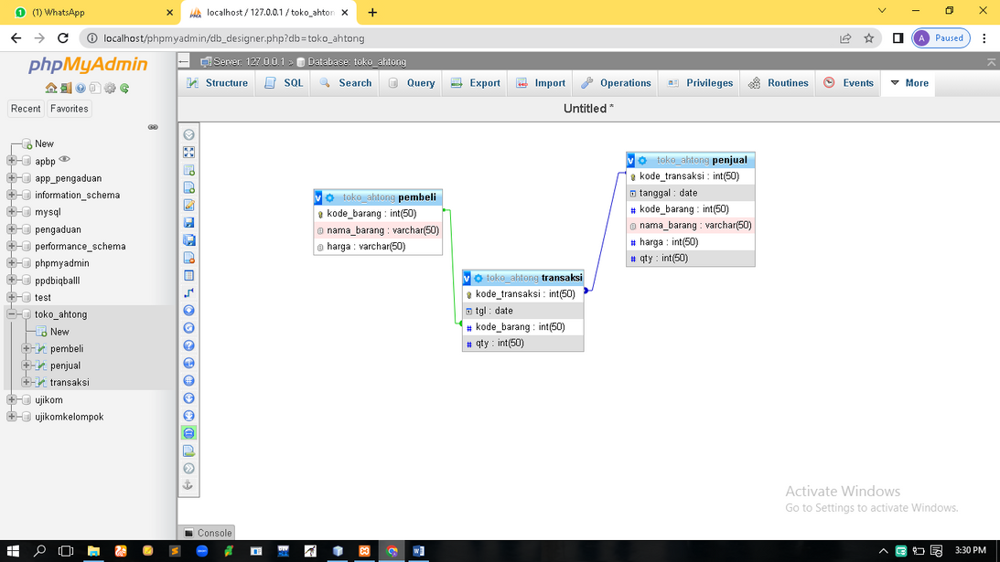 (1) WhatsApp
localhost / 127.0.0.1 / toko_ahton
localhost/phpmyadmin/db_designer.php?db=toko_ahtong
A Paused
phpMyAdmin
Recent Favorites
New
apbp
app_pengaduan
information_schema
mysql
pengaduan
performance_schema
phpmyadmin
ppdbiqballl
test
toko_ahtong
New
pembeli
penjual
transaksi
ujikom
ujikomkelompok
Server: 127.0.0.1 » Database: toko_ahtong
Structure SQL Search Query Export Import Operations Privileges Routines Events More
Untitled *
v toko_ahtong pembeli
kode_barang : int(50)
nama_barang : varchar(50)
harga : varchar(50)
v toko_ahtong transaksi
kode_transaksi : int(50)
tgl : date
# kode_barang : int(50)
# qty : int(50)
v toko_ahtong penjual
kode_transaksi : int(50)
tanggal : date
# kode_barang : int(50)
nama_barang : varchar(50)
# harga : int(50)
# qty : int(50)
Console
Activate Windows
Go to Settings to activate Windows.
3:30 PM